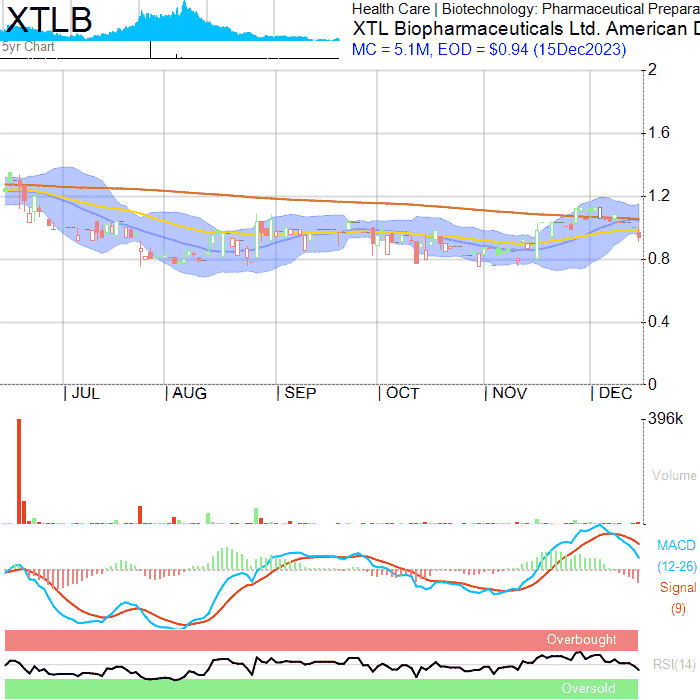 XTLB
5yr Chart
Health Care | Biotechnology: Pharmaceutical Prepara
XTL Biopharmaceuticals Ltd. American D
MC = 5.1M, EOD = $0.94 (15Dec2023)
2
1.6
1.2
0.8
0.4
0
JUL AUG SEP OCT NOV DEC
396k
Volume
MACD
(12-26)
Signal
(9)
Overbought
RSI(14)
Oversold